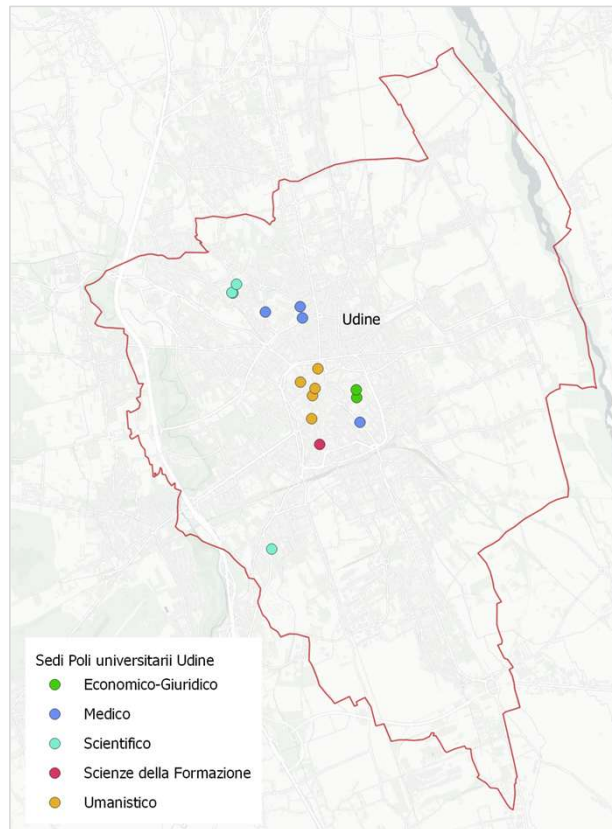 Udine
Sedi Poli universitarii Udine
Economico-Giuridico
Medico
Scientifico
Scienze della Formazione
Umanistico